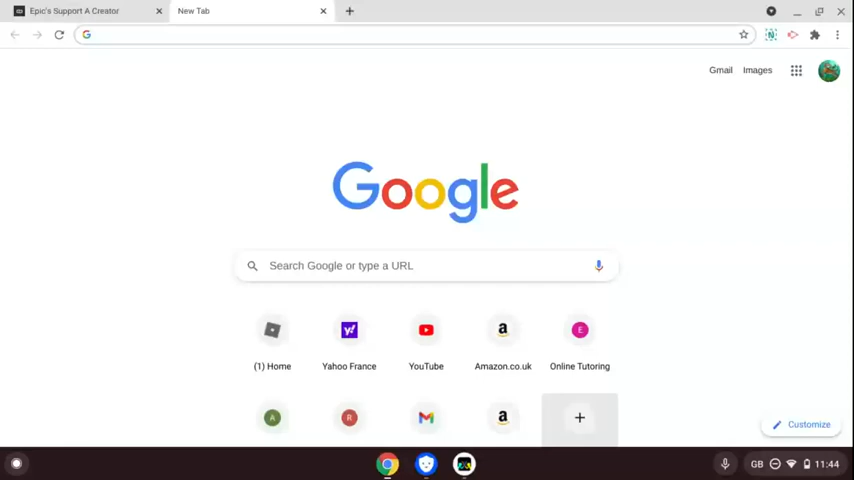 Epic's Support A Creator
New Tab
G
Gmail Images
Google
Search Google or type a URL
y!
a
E
(1) Home
Yahoo France
YouTube
Amazon.co.uk
Online Tutoring
A
R
a
Customize
GB
11:44